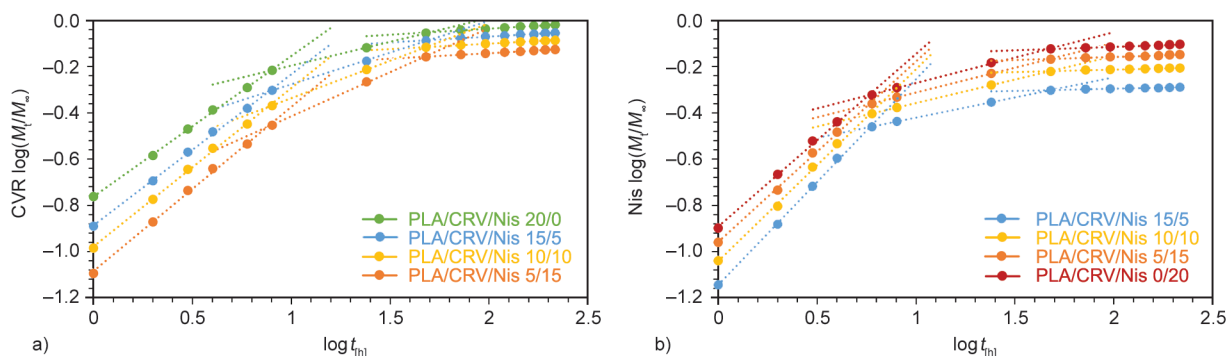 0.0
–0.2
–0.4
–0.6
–0.8
–1.0
–1.2
CVR log(Mt/M∞)
0 0.5 1 1.5 2 2.5
log t[h]
PLA/CRV/Nis 20/0
PLA/CRV/Nis 15/5
PLA/CRV/Nis 10/10
PLA/CRV/Nis 5/15
a)
0.0
–0.2
–0.4
–0.6
–0.8
–1.0
–1.2
Nis log(Mt/M∞)
0 0.5 1.0 1.5 2.0 2.5
log t[h]
PLA/CRV/Nis 15/5
PLA/CRV/Nis 10/10
PLA/CRV/Nis 5/15
PLA/CRV/Nis 0/20
b)